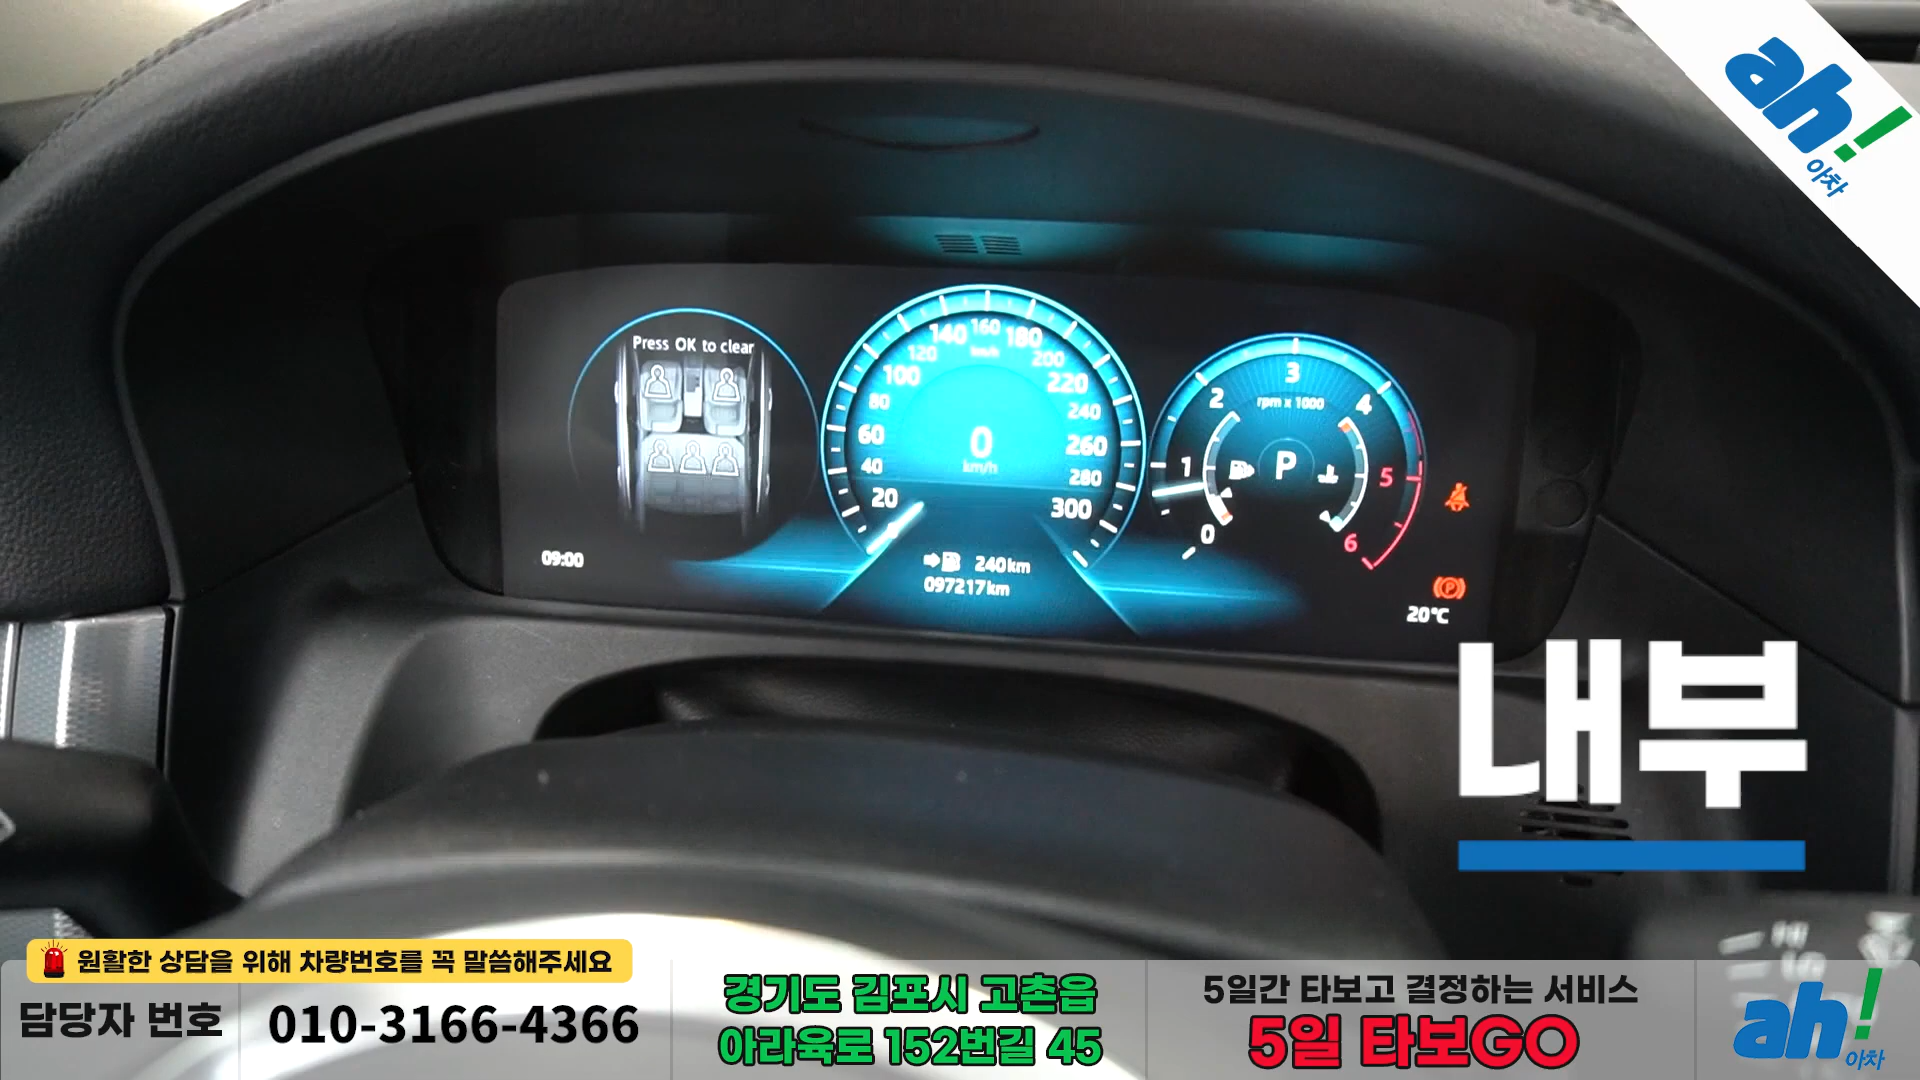 ah!
아차
Press OK to clear
140 160 180
120 km/h 200
100 220
80 240
60 260
40 280
20 300
0
km/h
3
2 rpm x 1000 4
1 P 5
0 6
09:00
240km
097217km
20°C
내부
원활한 상담을 위해 차량번호를 꼭 말씀해주세요
담당자 번호
010-3166-4366
경기도 김포시 고촌읍
아라육로 152번길 45
5일간 타보고 결정하는 서비스
5일 타보GO
ah!
아차